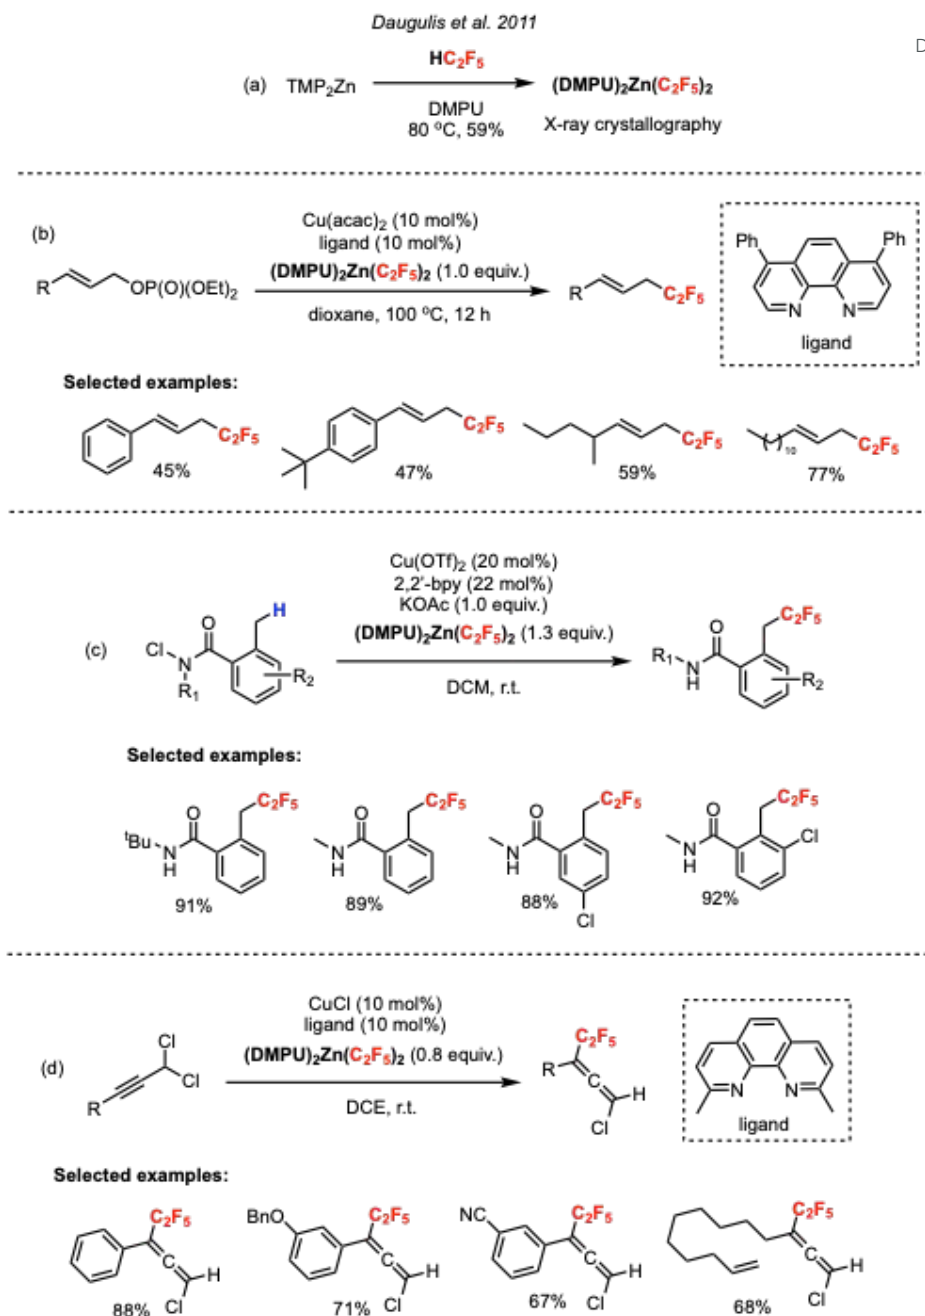 Daugulis et al. 2011
D
(a) TMP₂Zn
HC₂F₅
DMPU
80 ºC, 59%
(DMPU)₂Zn(C₂F₅)₂
X-ray crystallography
(b)
R OP(O)(OEt)₂
Cu(acac)₂ (10 mol%)
ligand (10 mol%)
(DMPU)₂Zn(C₂F₅)₂ (1.0 equiv.)
dioxane, 100 ºC, 12 h
R C₂F₅
Ph Ph
N N
ligand
Selected examples:
C₂F₅
45%
C₂F₅
47%
C₂F₅
59%
( )₁₀ C₂F₅
77%
(c)
Cl N R₁ O H R₂
Cu(OTf)₂ (20 mol%)
2,2'-bpy (22 mol%)
KOAc (1.0 equiv.)
(DMPU)₂Zn(C₂F₅)₂ (1.3 equiv.)
DCM, r.t.
R₁ N H O C₂F₅ R₂
Selected examples:
ᵗBu N H O C₂F₅
91%
N H O C₂F₅
89%
N H O C₂F₅ Cl
88%
N H O C₂F₅ Cl
92%
(d)
R Cl Cl
CuCl (10 mol%)
ligand (10 mol%)
(DMPU)₂Zn(C₂F₅)₂ (0.8 equiv.)
DCE, r.t.
R C₂F₅ C H Cl
N N
ligand
Selected examples:
C₂F₅ C H Cl
88%
BnO C₂F₅ C H Cl
71%
NC C₂F₅ C H Cl
67%
C₂F₅ C H Cl
68%